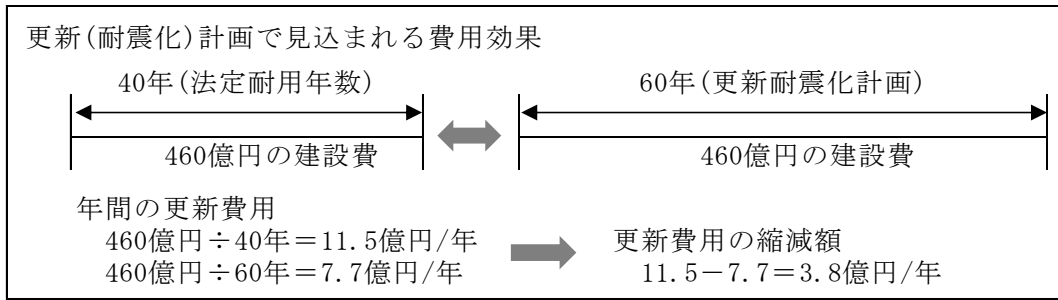 更新(耐震化)計画で見込まれる費用効果
40年(法定耐用年数)
60年(更新耐震化計画)
460億円の建設費
460億円の建設費
年間の更新費用
460億円÷40年＝11.5億円/年
460億円÷60年＝7.7億円/年
更新費用の縮減額
11.5－7.7＝3.8億円/年